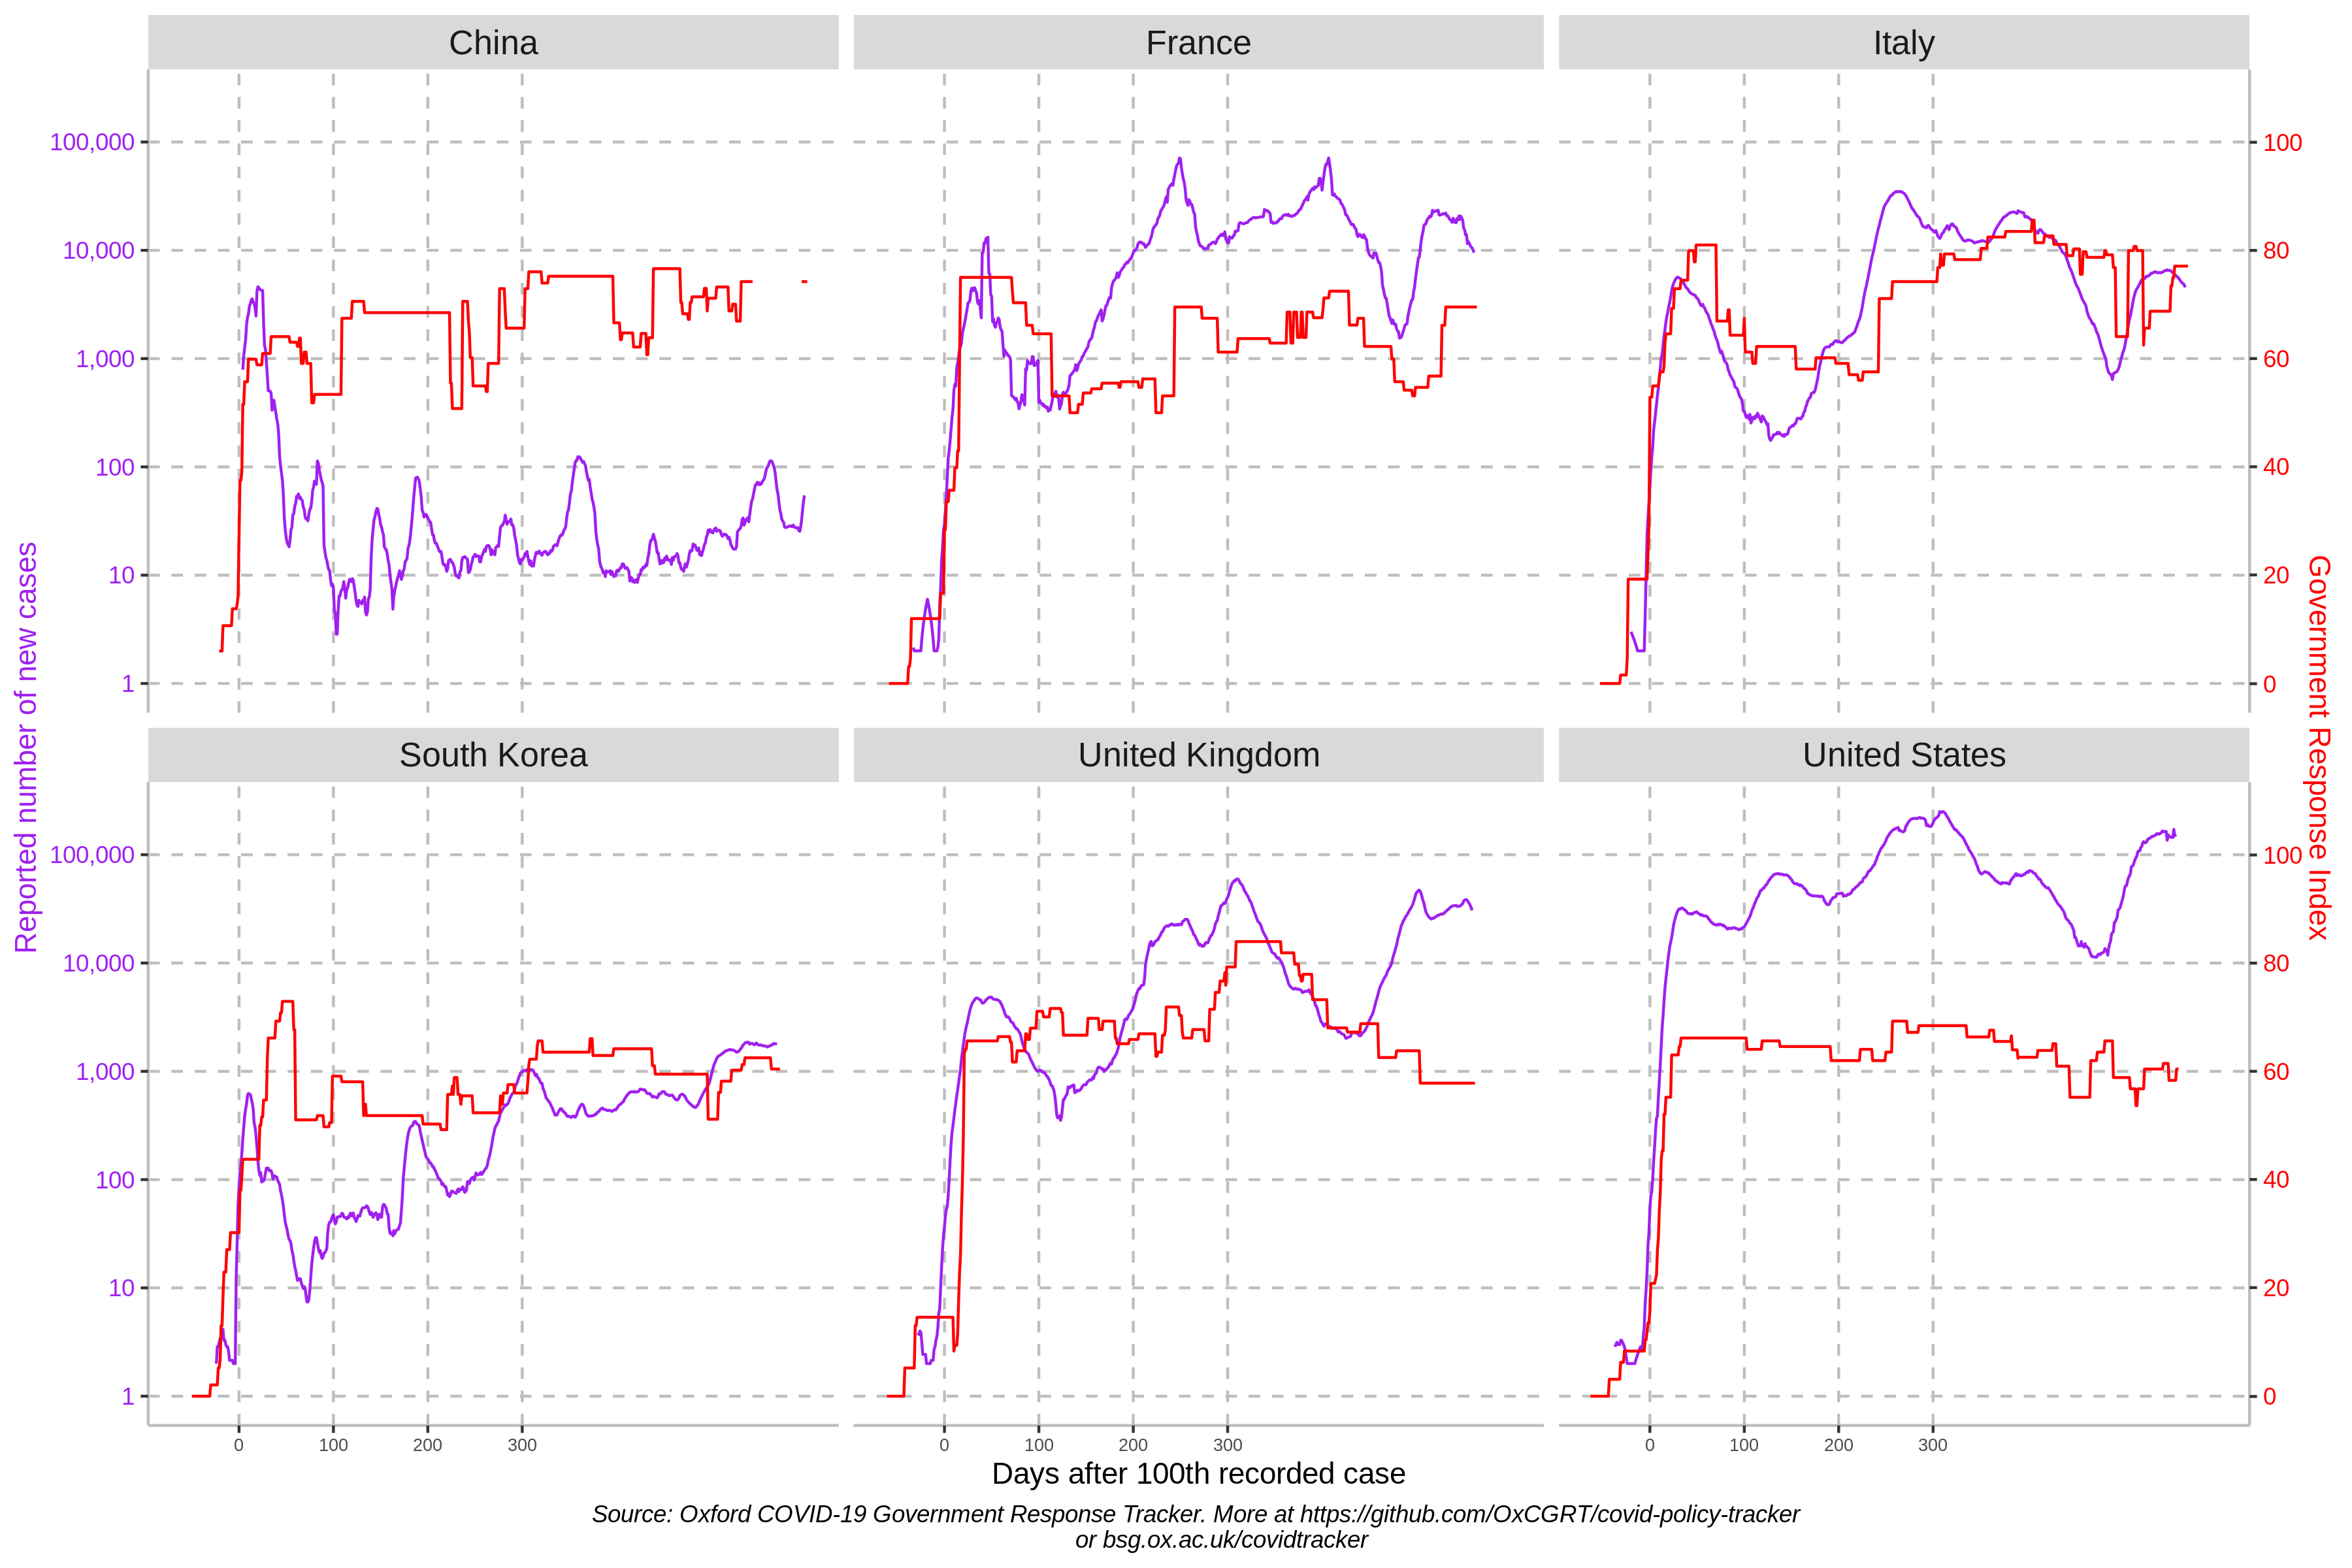 China
France
Italy
100,000
10,000
1,000
100
10
1
100
80
60
40
20
0
Reported number of new cases
Government Response Index
South Korea
United Kingdom
United States
100,000
10,000
1,000
100
10
1
100
80
60
40
20
0
0 100 200 300
0 100 200 300
0 100 200 300
Days after 100th recorded case
Source: Oxford COVID-19 Government Response Tracker. More at https://github.com/OxCGRT/covid-policy-tracker
or bsg.ox.ac.uk/covidtracker